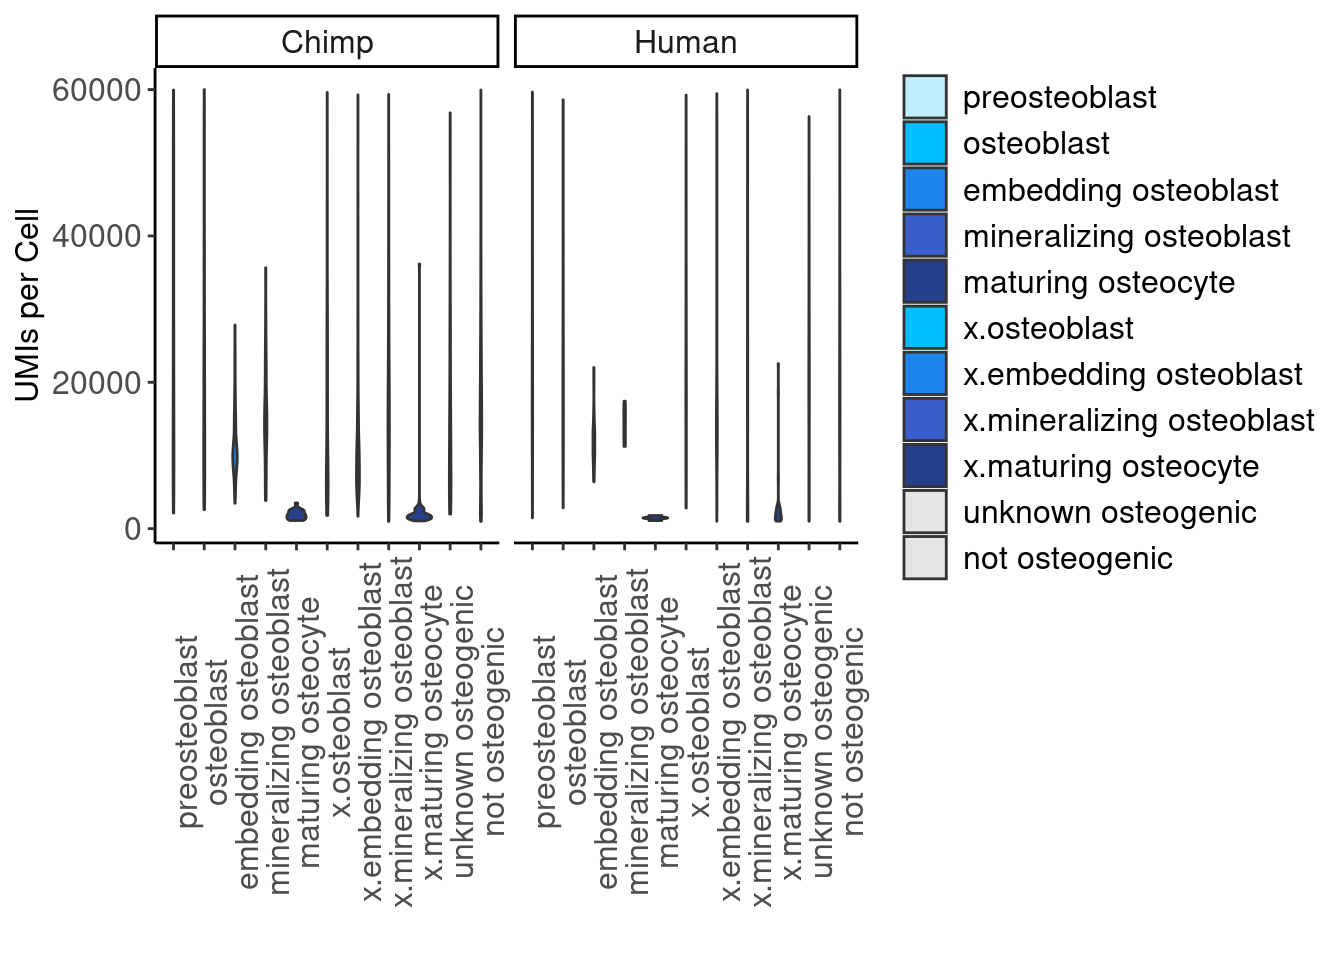 Chimp
Human
UMIs per Cell
60000
40000
20000
0
preosteoblast
osteoblast
embedding osteoblast
mineralizing osteoblast
maturing osteocyte
x.osteoblast
x.embedding osteoblast
x.mineralizing osteoblast
x.maturing osteocyte
unknown osteogenic
not osteogenic
preosteoblast
osteoblast
embedding osteoblast
mineralizing osteoblast
maturing osteocyte
x.osteoblast
x.embedding osteoblast
x.mineralizing osteoblast
x.maturing osteocyte
unknown osteogenic
not osteogenic
preosteoblast
osteoblast
embedding osteoblast
mineralizing osteoblast
maturing osteocyte
x.osteoblast
x.embedding osteoblast
x.mineralizing osteoblast
x.maturing osteocyte
unknown osteogenic
not osteogenic